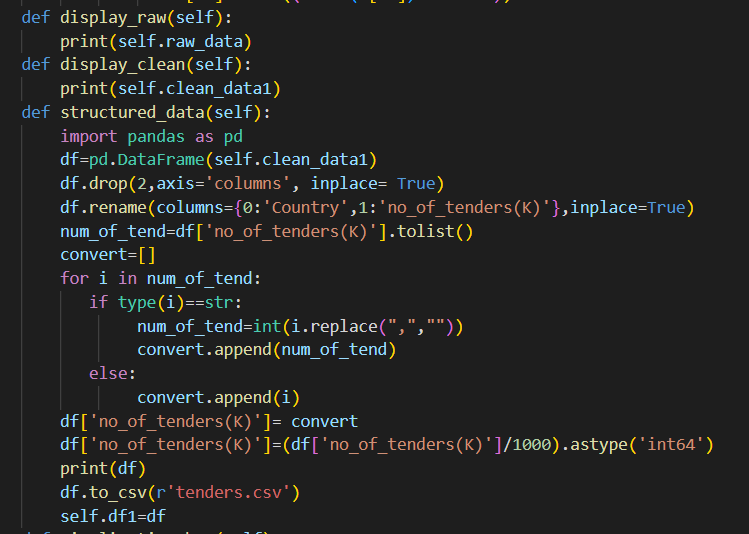 def display_raw(self):
    print(self.raw_data)
def display_clean(self):
    print(self.clean_data1)
def structured_data(self):
    import pandas as pd
    df=pd.DataFrame(self.clean_data1)
    df.drop(2,axis='columns', inplace= True)
    df.rename(columns={0:'Country',1:'no_of_tenders(K)'},inplace=True)
    num_of_tend=df['no_of_tenders(K)'].tolist()
    convert=[]
    for i in num_of_tend:
       if type(i)==str:
            num_of_tend=int(i.replace(",",""))
            convert.append(num_of_tend)
       else:
            convert.append(i)
    df['no_of_tenders(K)']= convert
    df['no_of_tenders(K)']=(df['no_of_tenders(K)']/1000).astype('int64')
    print(df)
    df.to_csv(r'tenders.csv')
    self.df1=df